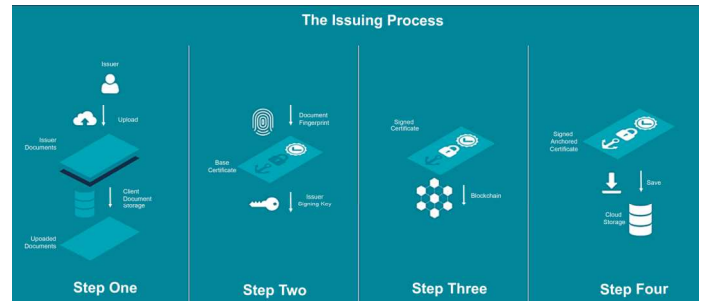 The Issuing Process
Issuer
Upload
Issuer
Documents
Client
Document
storage
Upoaded
Documents
Step One
Document
Fingerprint
Base
Certificate
Issuer
Signing Key
Step Two
Signed
Certificate
Blockchain
Step Three
Signed
Anchored
Certificate
Save
Cloud
Storage
Step Four